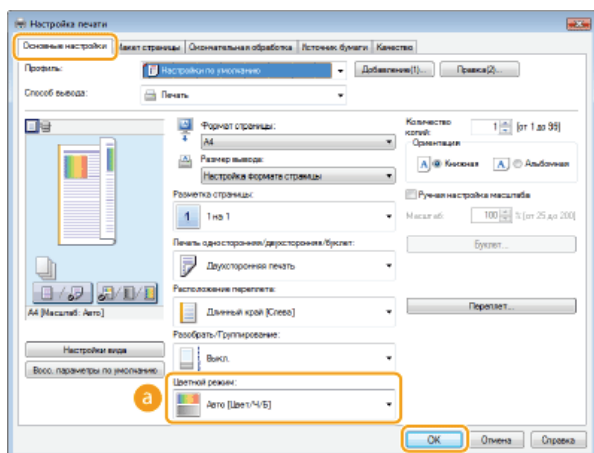 Настройка печати
Основные настройки
Макет страницы
Окончательная обработка
Источник бумаги
Качество
Профиль:
Настройки по умолчанию
Добавление(1)...
Правка(2)...
Способ вывода:
Печать
Формат страницы:
A4
Размер вывода:
Настройка формате страницы
Разметка страницы:
1
1 на 1
Печать односторонняя/двухсторонняя/буклет:
Двухсторонняя печать
Расположение переплета:
Длинный край [Слева]
Разобрать/Группирование:
Выкл.
Цветной режим:
Авто [Цвет/Ч/Б]
Количество копий:
1
[от 1 до 99]
Ориентация
A
Книжная
A
Альбомная
Ручная настройка масштаба
Масштаб:
100
% [от 25 до 200]
Буклет...
Переплет...
A4 [Масштаб: Авто]
Настройки вида
Восс. параметры по умолчанию
a
OK
Отмена
Справка